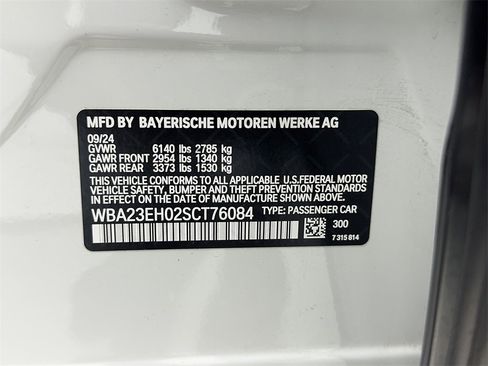 MFD BY BAYERISCHE MOTOREN WERKE AG
09/24
GVWR 6140 lbs 2785 kg
GAWR FRONT 2954 lbs 1340 kg
GAWR REAR 3373 lbs 1530 kg
THIS VEHICLE CONFORMS TO ALL APPLICABLE U.S.FEDERAL MOTOR
VEHICLE SAFETY, BUMPER, AND THEFT PREVENTION STANDARDS
IN EFFECT ON THE DATE OF MANUFACTURE SHOWN ABOVE.
WBA23EH02SCT76084 TYPE: PASSENGER CAR
300
7 315 814